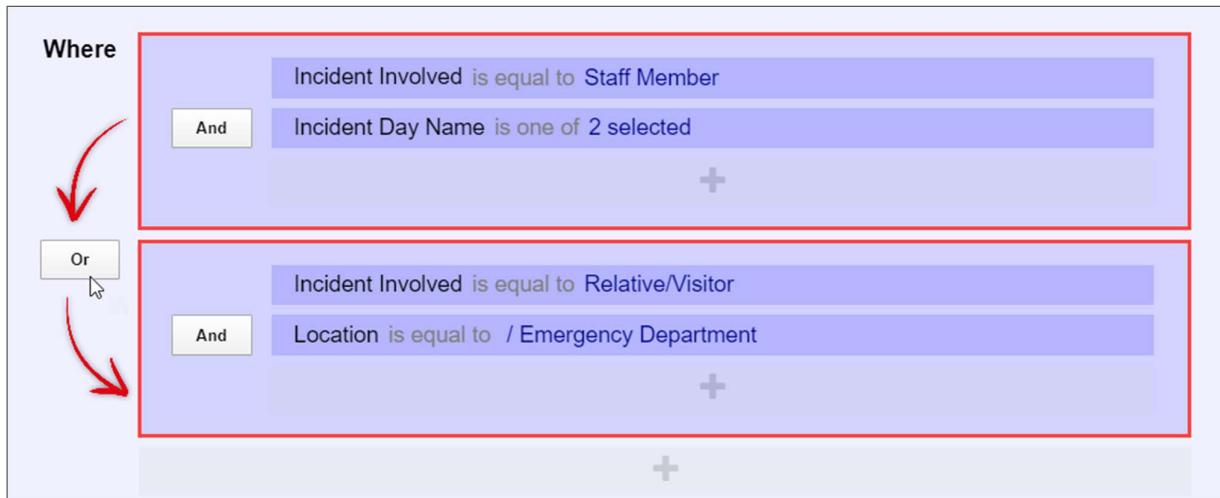 Where
Incident Involved is equal to Staff Member
And
Incident Day Name is one of 2 selected
Or
Incident Involved is equal to Relative/Visitor
And
Location is equal to / Emergency Department